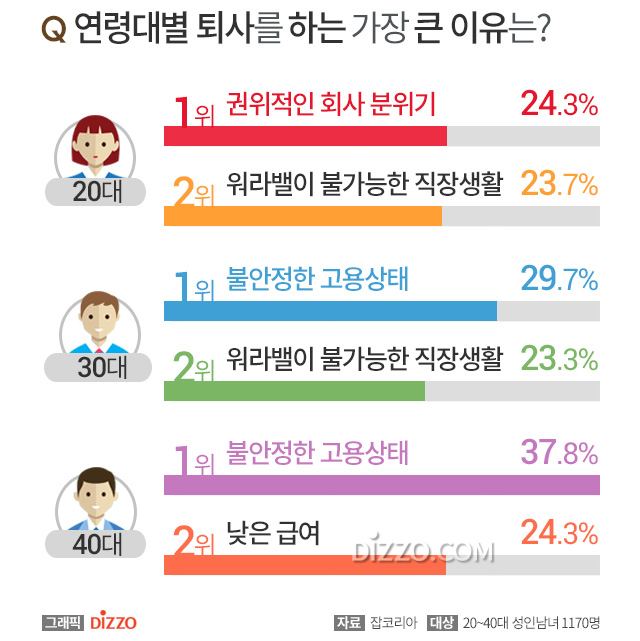 Q 연령대별 퇴사를 하는 가장 큰 이유는?
1위 권위적인 회사 분위기 24.3%
20대
2위 워라밸이 불가능한 직장생활 23.7%
1위 불안정한 고용상태 29.7%
30대
2위 워라밸이 불가능한 직장생활 23.3%
1위 불안정한 고용상태 37.8%
40대
2위 낮은 급여 24.3%
DIZZO.COM
그래픽 DIZZO 자료 잡코리아 대상 20~40대 성인남녀 1170명